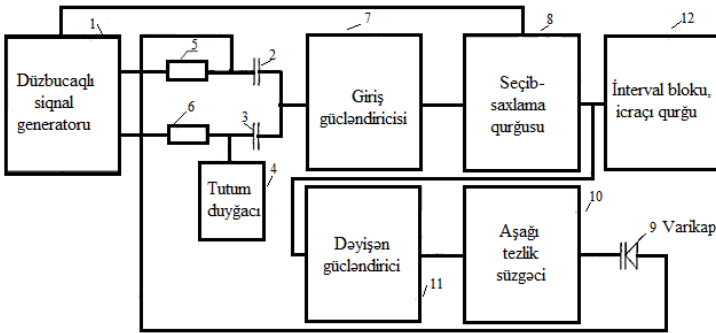 1
Düzbucaqlı
siqnal
generatoru
5
6
2
3
4
Tutum
duyğacı
7
Giriş
gücləndiricisi
8
Seçib-
saxlama
qurğusu
12
İnterval bloku,
icraçı qurğu
Dəyişən
gücləndirici
11
10
Aşağı
tezlik
süzgəci
9 Varikap